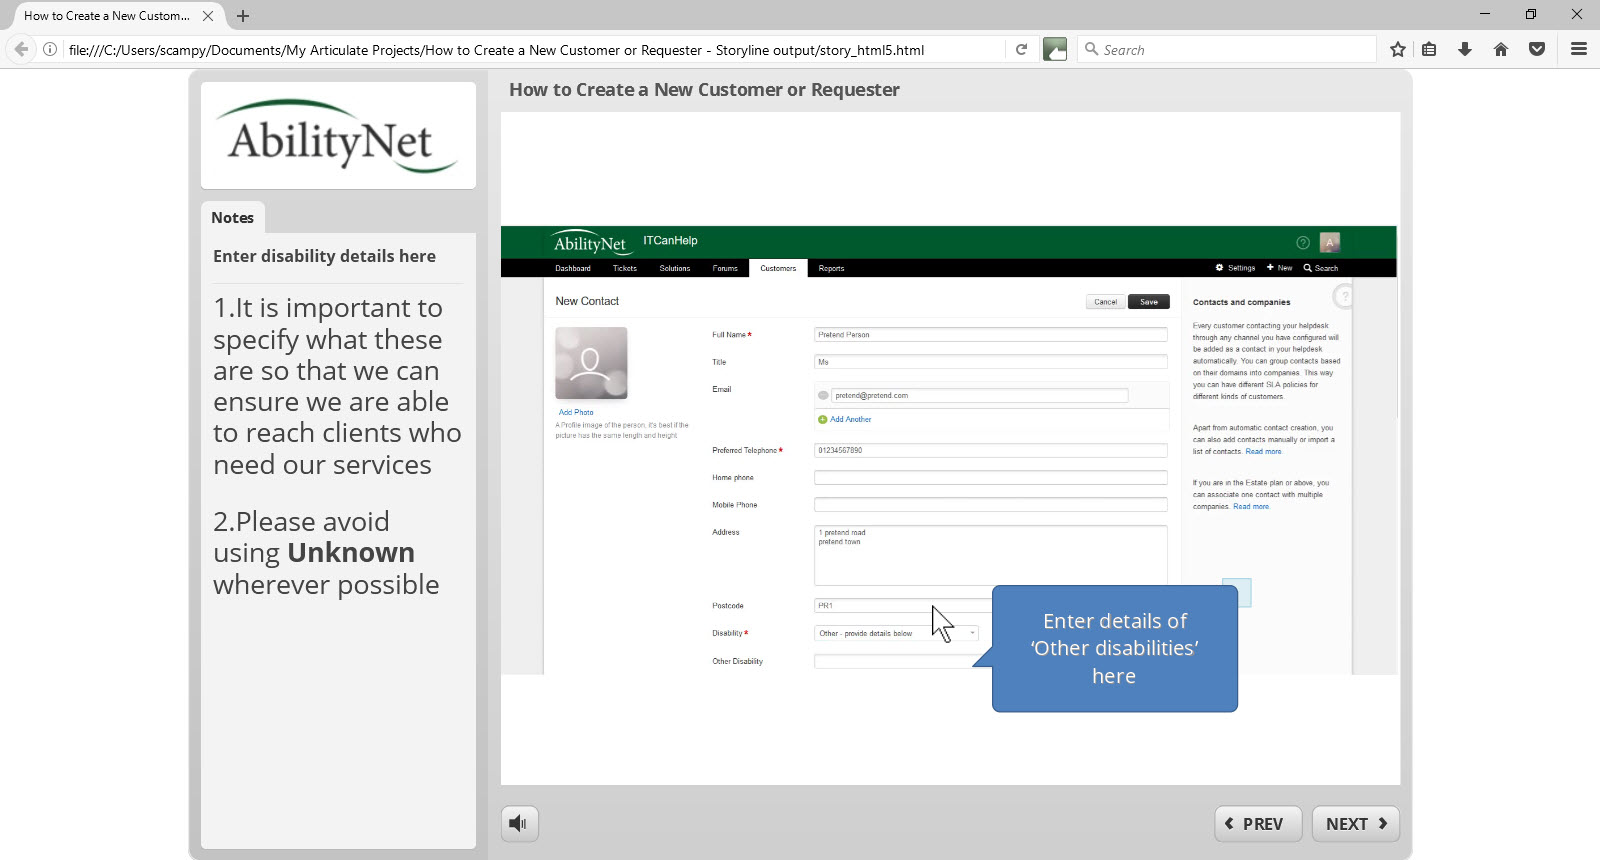 How to Create a New Custom...
file:///C:/Users/scampy/Documents/My Articulate Projects/How to Create a New Customer or Requester - Storyline output/story_html5.html
Search
AbilityNet
Notes
Enter disability details here
1.It is important to
specify what these
are so that we can
ensure we are able
to reach clients who
need our services
2.Please avoid
using Unknown
wherever possible
How to Create a New Customer or Requester
AbilityNet ITCanHelp
? A
Dashboard Tickets Solutions Forums Customers Reports
Settings + New Search
New Contact
Cancel Save
Add Photo
A Profile image of the person, it's best if the
picture has the same length and height
Full Name * Pretend Person
Title Ms
Email pretend@pretend.com
Add Another
Preferred Telephone * 01234567890
Home phone
Mobile Phone
Address 1 pretend road
pretend town
Postcode PR1
Disability * Other - provide details below
Other Disability
Contacts and companies
?
Every customer contacting your helpdesk
through any channel you have configured will
be added as a contact in your helpdesk
automatically. You can group contacts based
on their domains into companies. This way
you can have different SLA policies for
different kinds of customers.
Apart from automatic contact creation, you
can also add contacts manually or import a
list of contacts. Read more.
If you are in the Estate plan or above, you
can associate one contact with multiple
companies. Read more.
Enter details of
‘Other disabilities’
here
PREV
NEXT